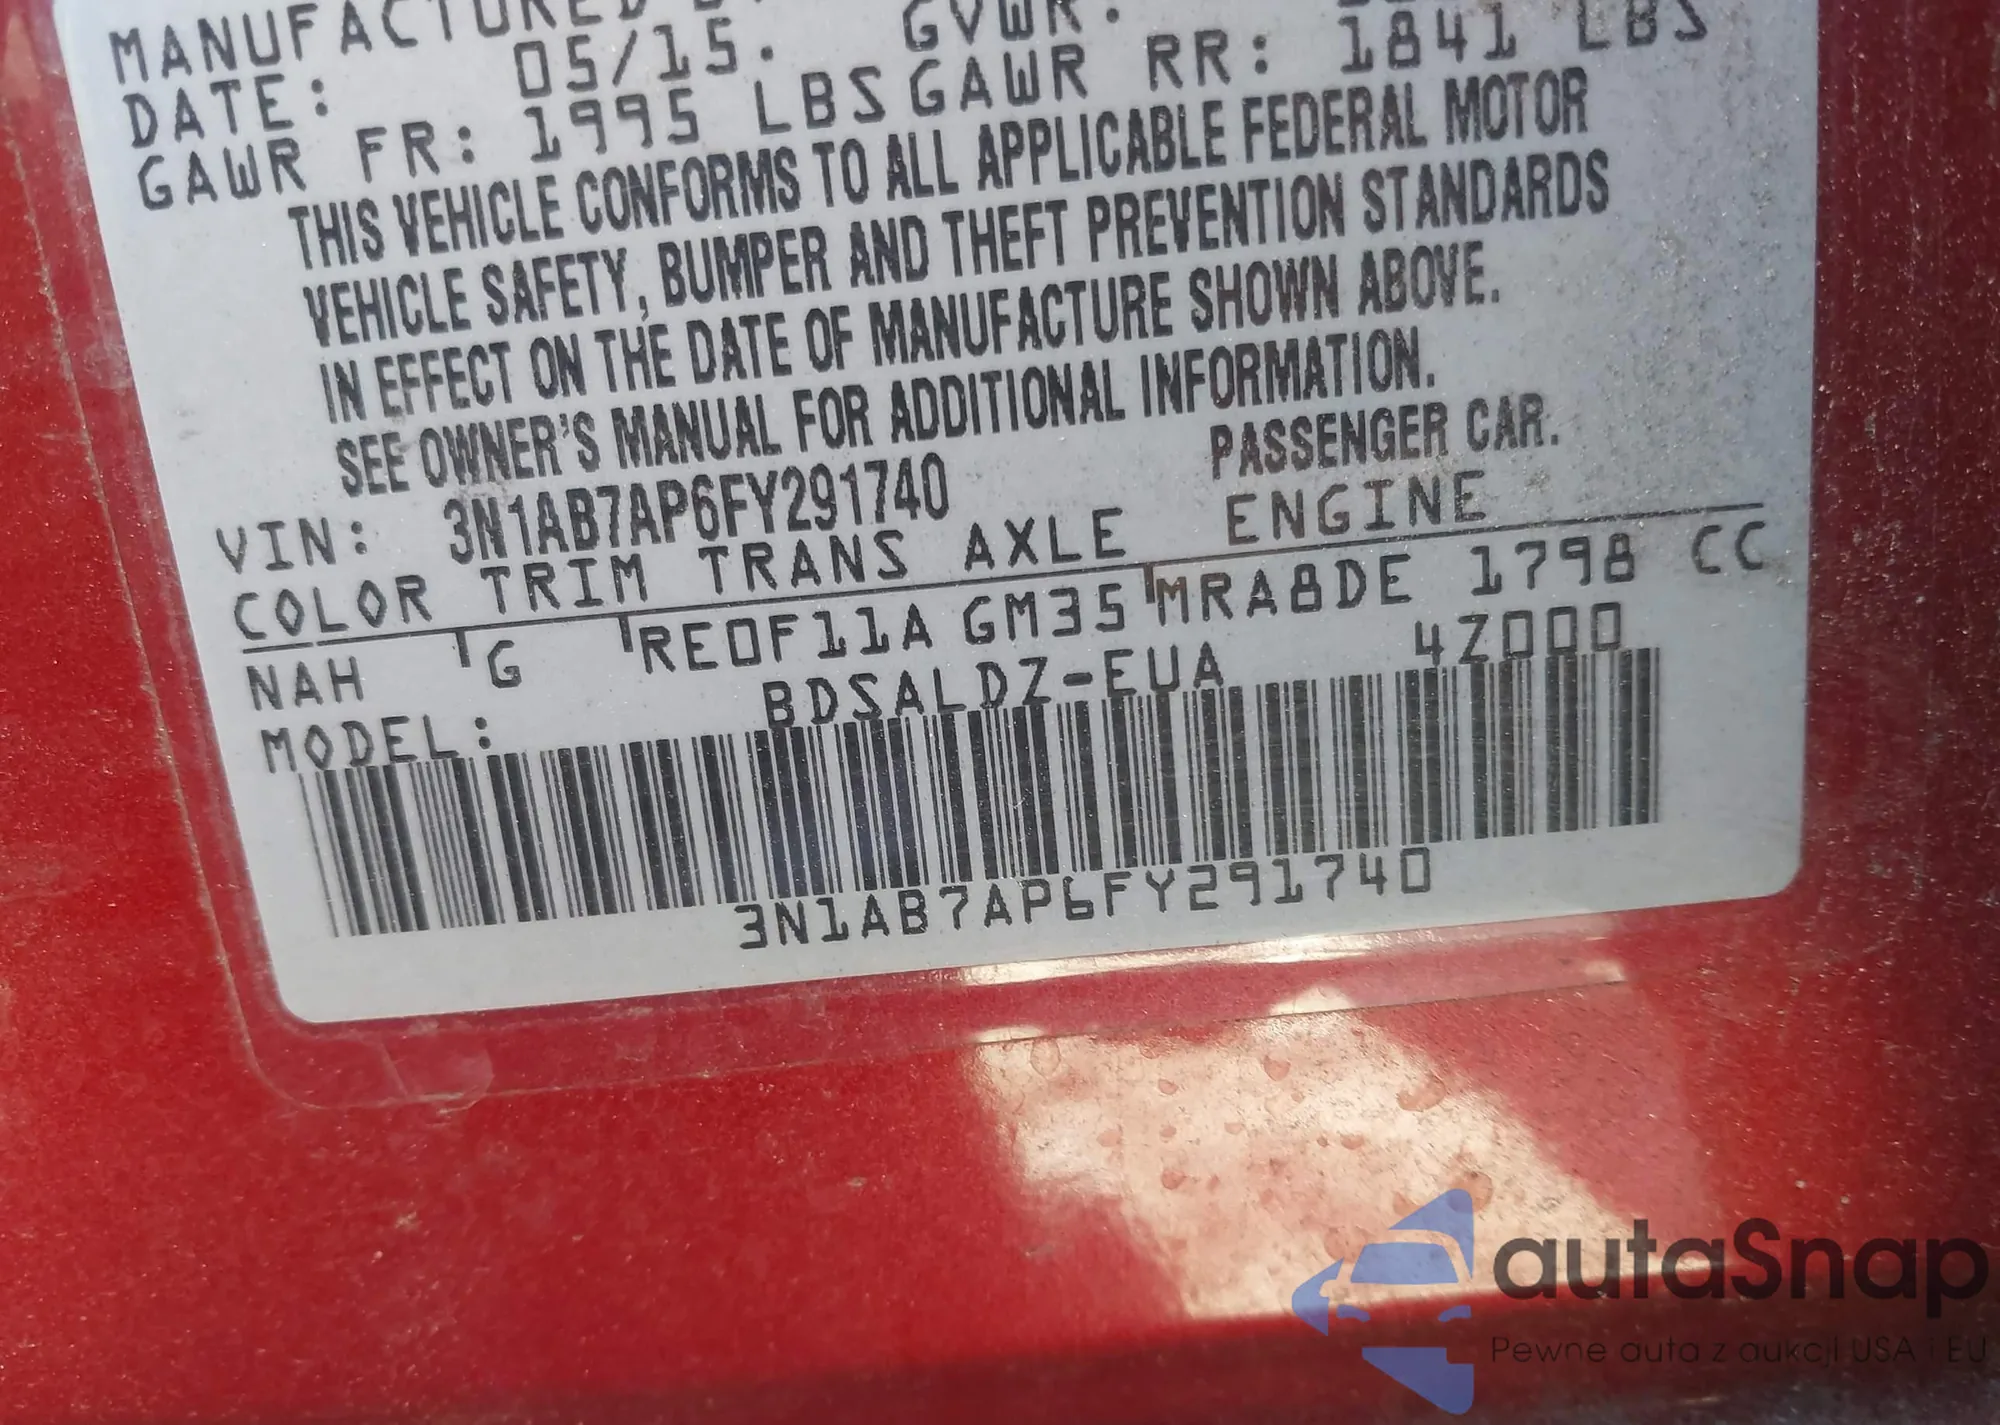 MANUFACTURED
DATE: 05/15. GVWR:
GAWR FR: 1995 LBS GAWR RR: 1841 LBS
THIS VEHICLE CONFORMS TO ALL APPLICABLE FEDERAL MOTOR
VEHICLE SAFETY, BUMPER AND THEFT PREVENTION STANDARDS
IN EFFECT ON THE DATE OF MANUFACTURE SHOWN ABOVE.
SEE OWNER'S MANUAL FOR ADDITIONAL INFORMATION.
VIN: 3N1AB7AP6FY291740 PASSENGER CAR.
COLOR TRIM TRANS AXLE ENGINE
NAH G RE0F11A GM35 MRA8DE 1798 CC
MODEL: BDSALDZ-EUA 4Z000
3N1AB7AP6FY291740
autaSnap
Pewne auta z aukcji USA i EU